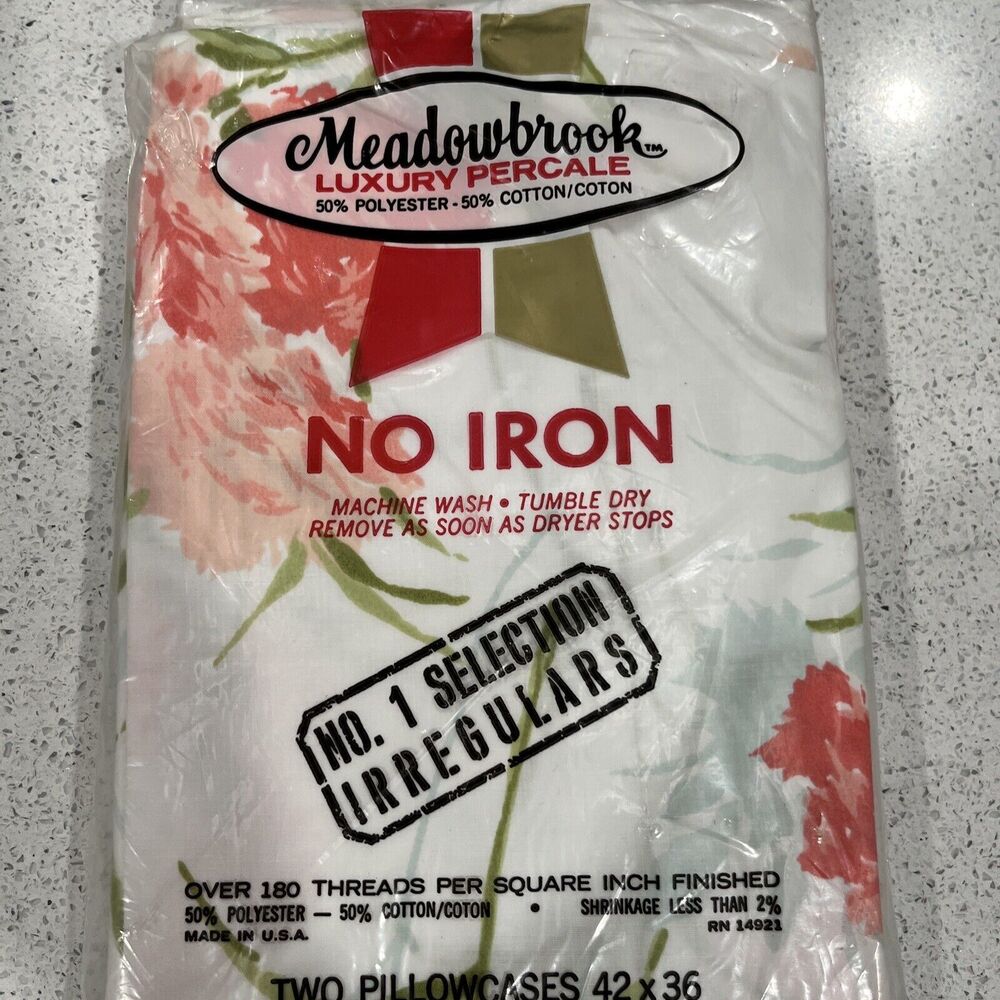 Meadowbrook™
LUXURY PERCALE
50% POLYESTER - 50% COTTON/COTON
NO IRON
MACHINE WASH • TUMBLE DRY
REMOVE AS SOON AS DRYER STOPS
NO. 1 SELECTION
IRREGULARS
OVER 180 THREADS PER SQUARE INCH FINISHED
50% POLYESTER — 50% COTTON/COTON • SHRINKAGE LESS THAN 2%
MADE IN U.S.A. RN 14921
TWO PILLOWCASES 42 x 36